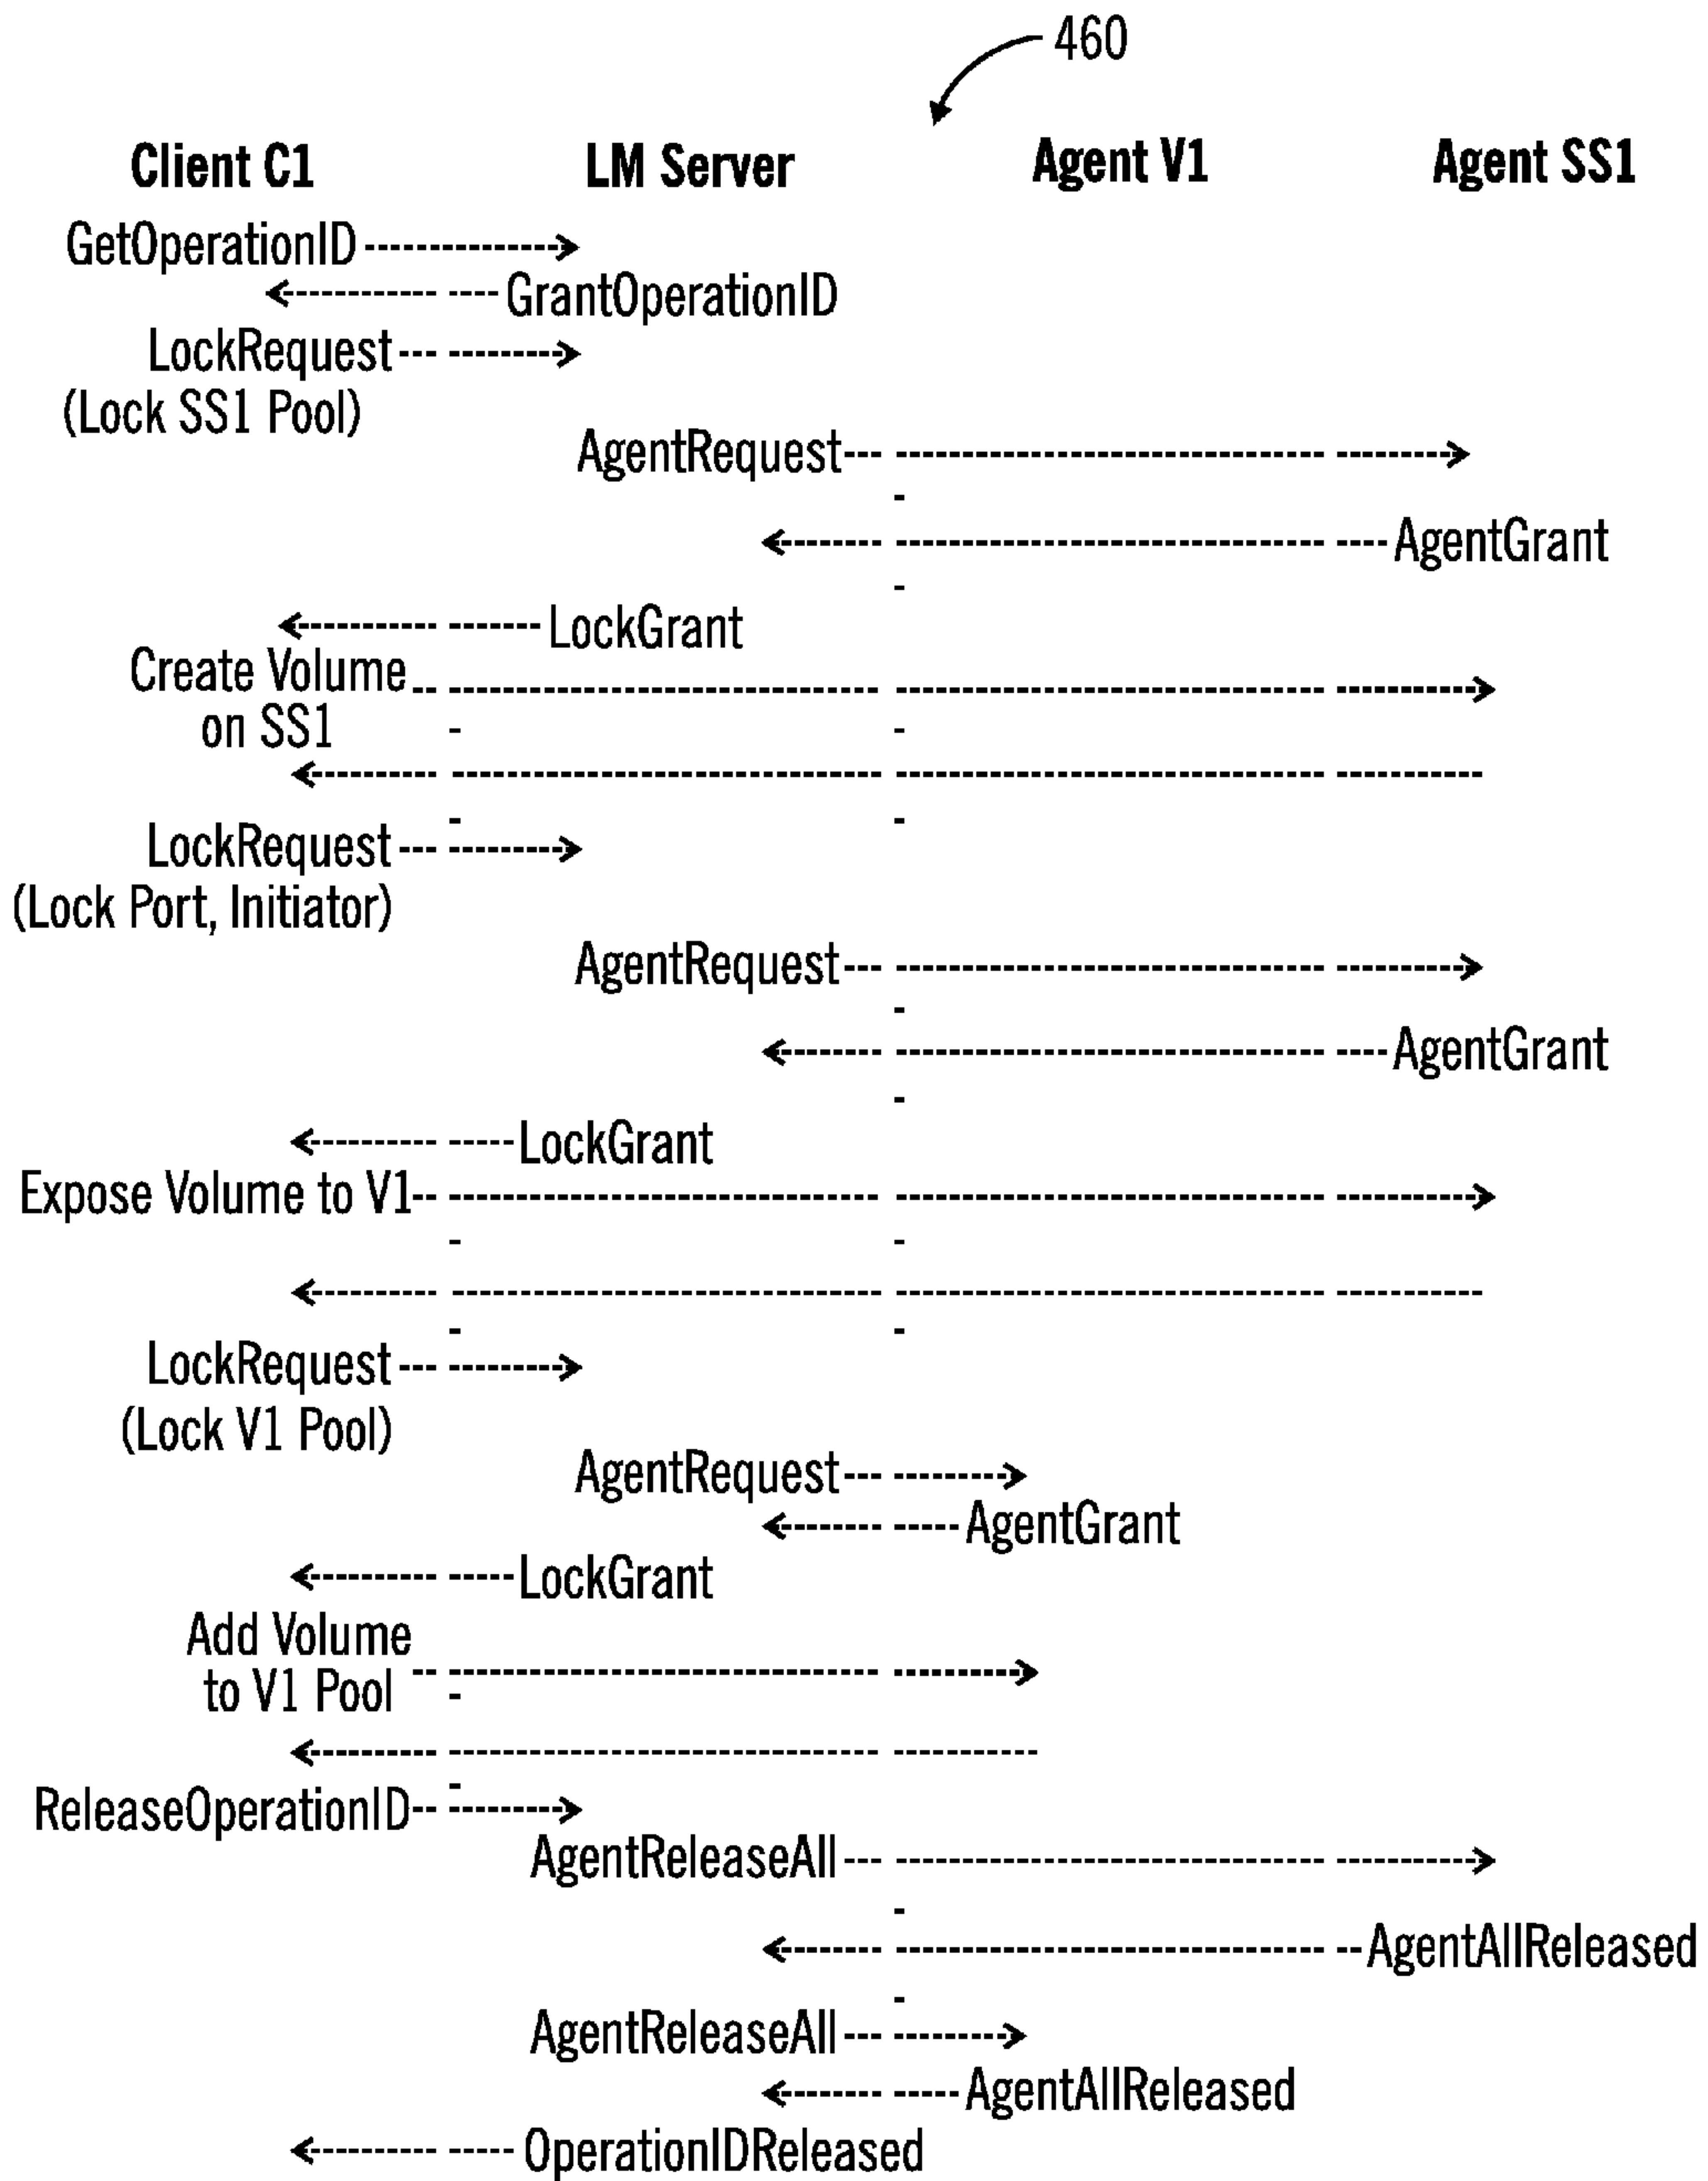 460
Client C1 LM Server Agent V1 Agent SS1
GetOperationID
GrantOperationID
LockRequest
(Lock SS1 Pool)
AgentRequest
AgentGrant
LockGrant
Create Volume
on SS1
LockRequest
(Lock Port, Initiator)
AgentRequest
AgentGrant
LockGrant
Expose Volume to V1
LockRequest
(Lock V1 Pool)
AgentRequest
AgentGrant
LockGrant
Add Volume
to V1 Pool
ReleaseOperationID
AgentReleaseAll
AgentAllReleased
AgentReleaseAll
AgentAllReleased
OperationIDReleased